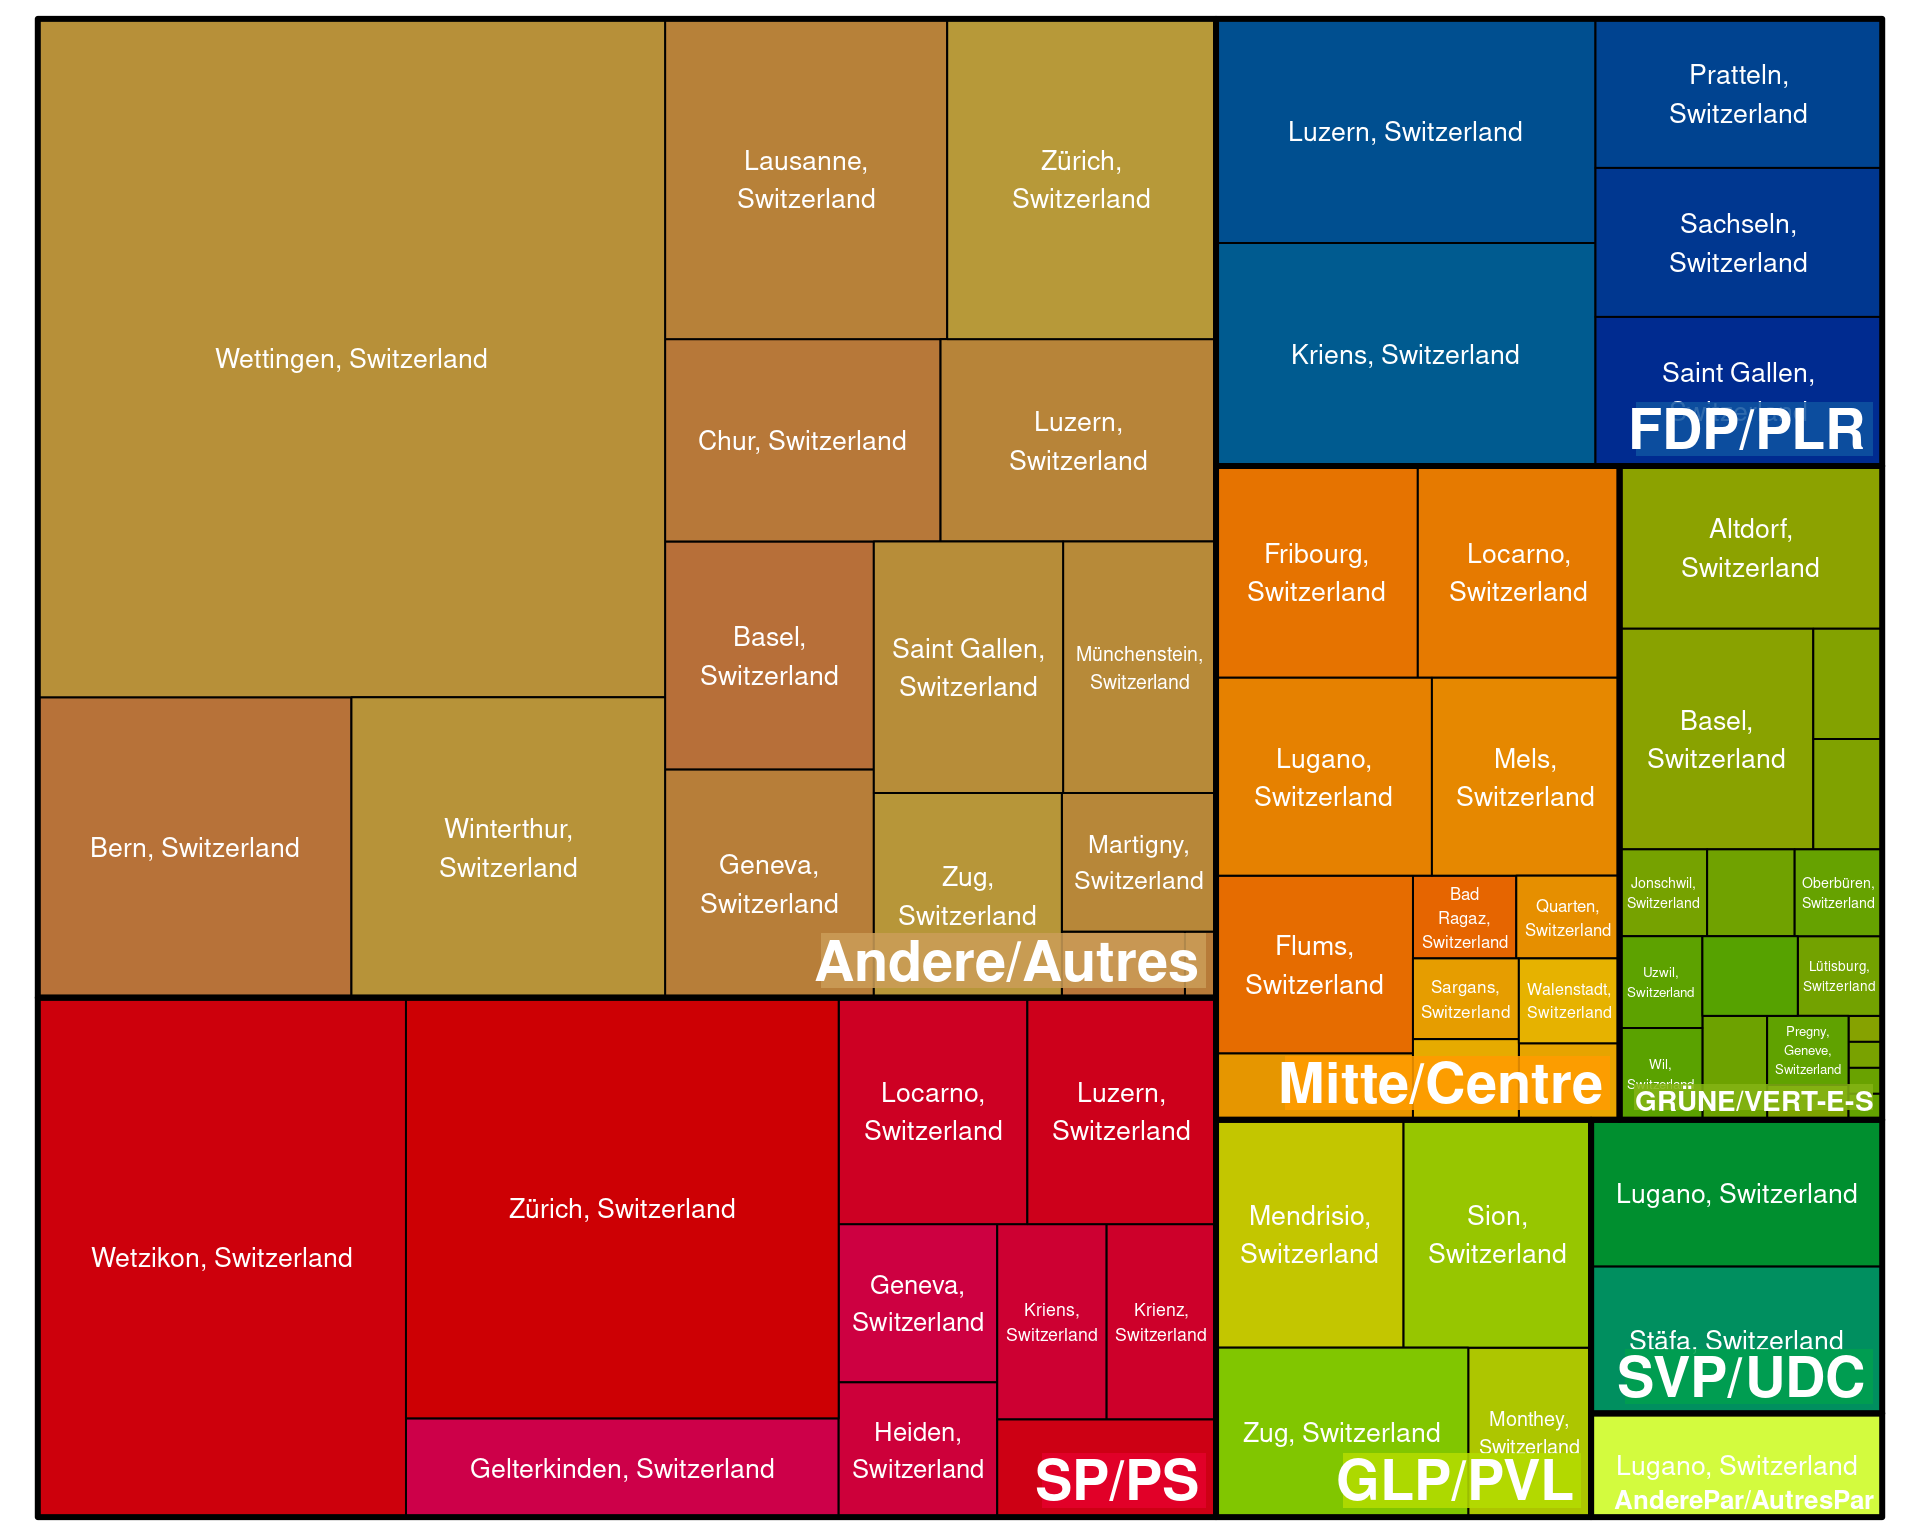 Wettingen, Switzerland
Lausanne,
Switzerland
Zürich,
Switzerland
Chur, Switzerland
Luzern,
Switzerland
Basel,
Switzerland
Saint Gallen,
Switzerland
Münchenstein,
Switzerland
Bern, Switzerland
Winterthur,
Switzerland
Geneva,
Switzerland
Zug,
Switzerland
Martigny,
Switzerland
Andere/Autres
Luzern, Switzerland
Pratteln,
Switzerland
Sachseln,
Switzerland
Kriens, Switzerland
Saint Gallen,
FDP/PLR
Fribourg,
Switzerland
Locarno,
Switzerland
Lugano,
Switzerland
Mels,
Switzerland
Flums,
Switzerland
Bad
Ragaz,
Switzerland
Quarten,
Switzerland
Sargans,
Switzerland
Walenstadt,
Switzerland
Mitte/Centre
Altdorf,
Switzerland
Basel,
Switzerland
Jonschwil,
Switzerland
Oberbüren,
Switzerland
Uzwil,
Switzerland
Lütisburg,
Switzerland
Pregny,
Geneve,
Switzerland
Wil,
Switzerland
GRÜNE/VERT-E-S
Wetzikon, Switzerland
Zürich, Switzerland
Gelterkinden, Switzerland
Locarno,
Switzerland
Luzern,
Switzerland
Geneva,
Switzerland
Kriens,
Switzerland
Krienz,
Switzerland
Heiden,
Switzerland
SP/PS
Mendrisio,
Switzerland
Sion,
Switzerland
Zug, Switzerland
Monthey,
Switzerland
GLP/PVL
Lugano, Switzerland
Stäfa, Switzerland
SVP/UDC
Lugano, Switzerland
AnderePar/AutresPar